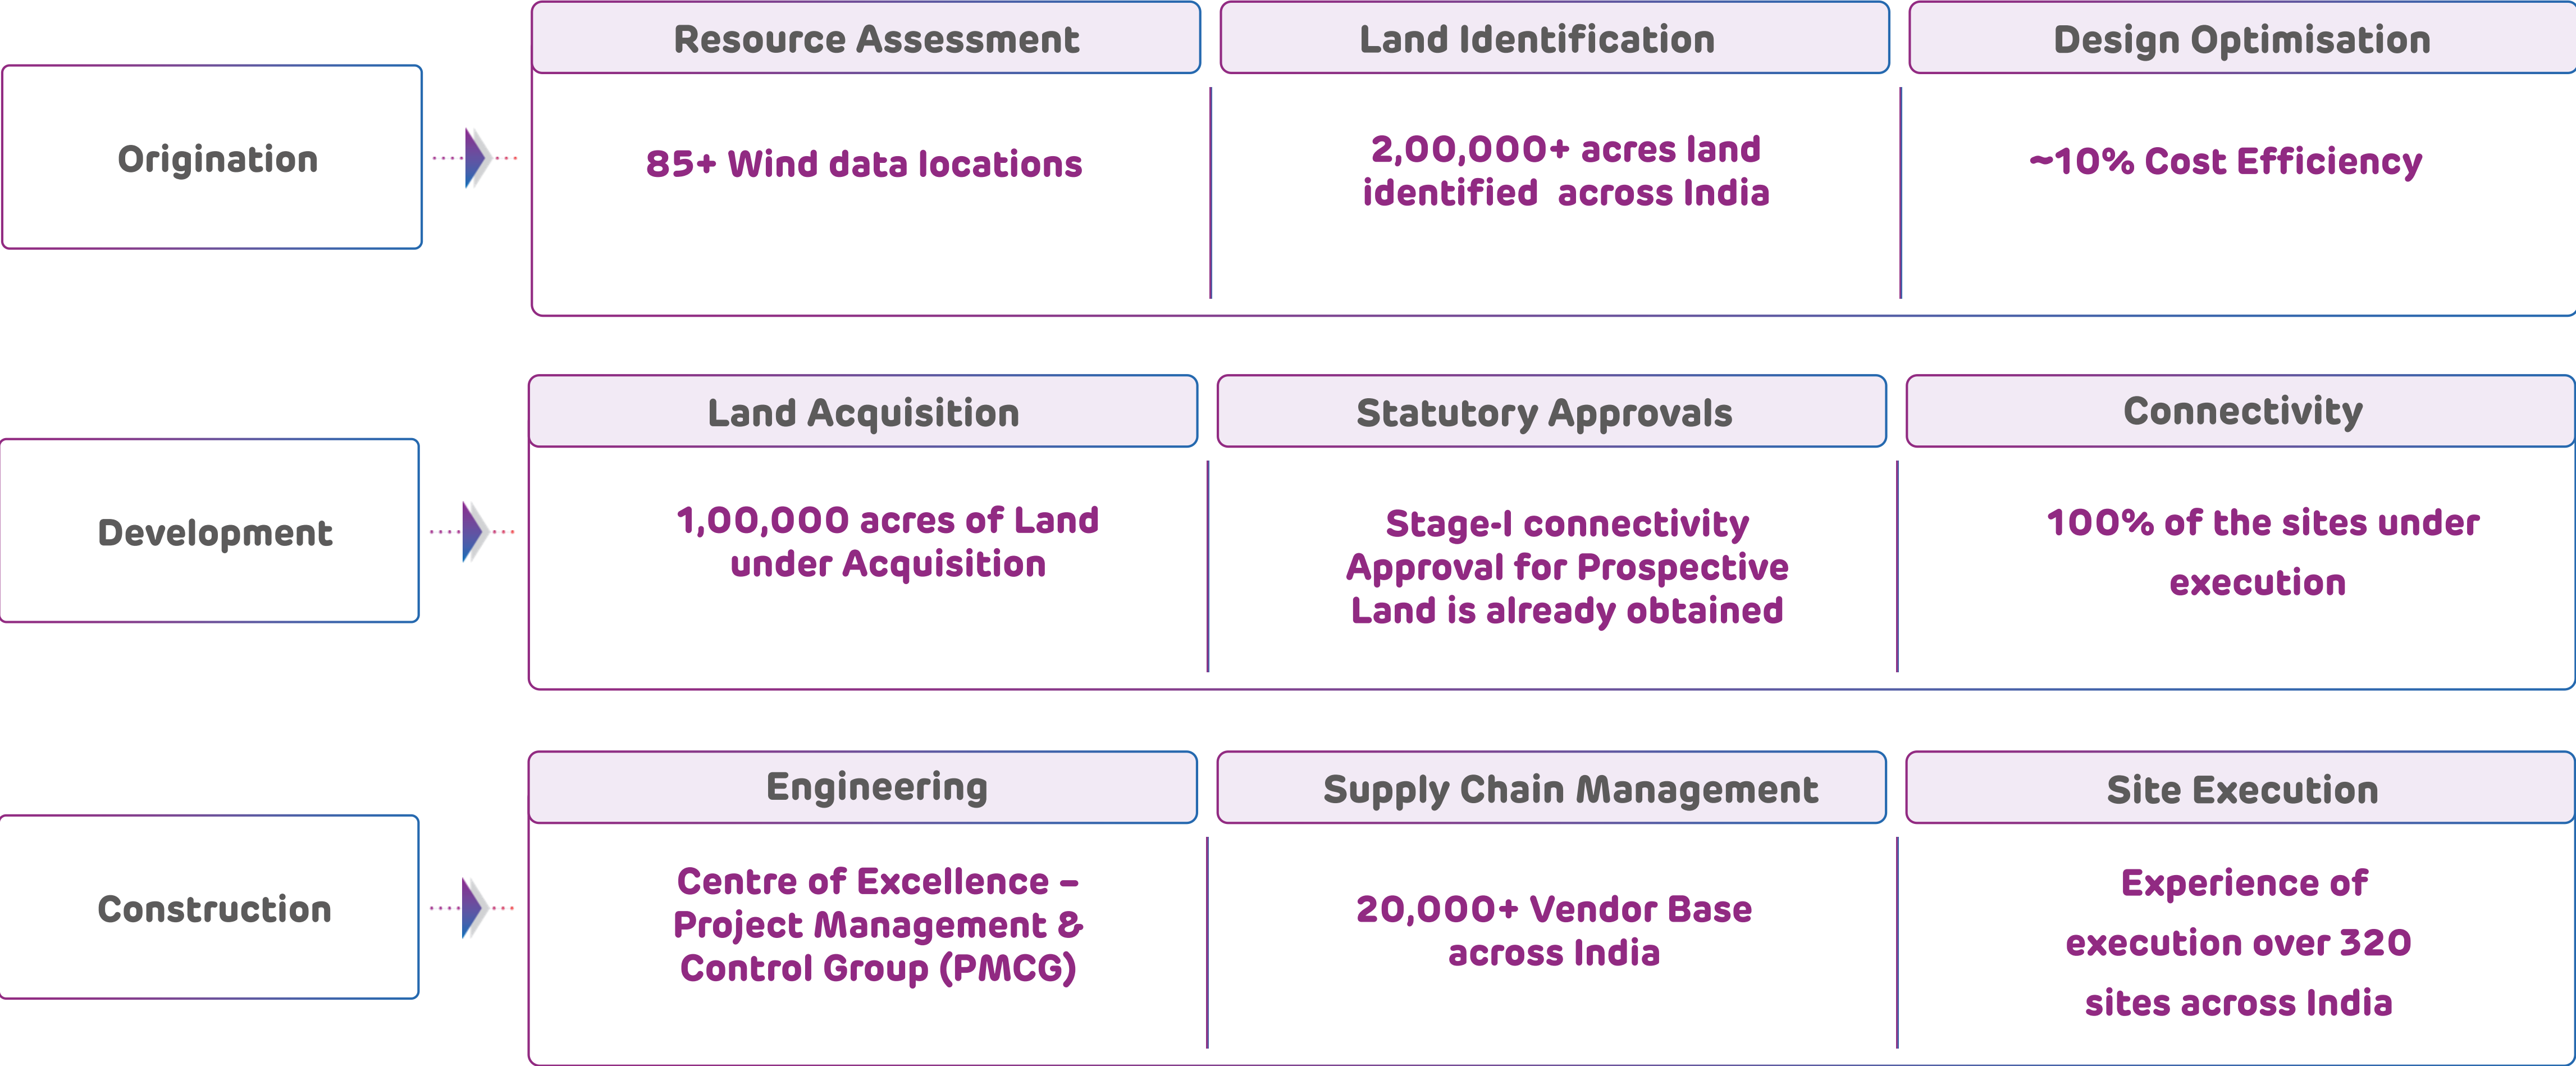 Origination
Resource Assessment
85+ Wind data locations
Land Identification
2,00,000+ acres land
identified across India
Design Optimisation
~10% Cost Efficiency
Development
Land Acquisition
1,00,000 acres of Land
under Acquisition
Statutory Approvals
Stage-I connectivity
Approval for Prospective
Land is already obtained
Connectivity
100% of the sites under
execution
Construction
Engineering
Centre of Excellence –
Project Management &
Control Group (PMCG)
Supply Chain Management
20,000+ Vendor Base
across India
Site Execution
Experience of
execution over 320
sites across India